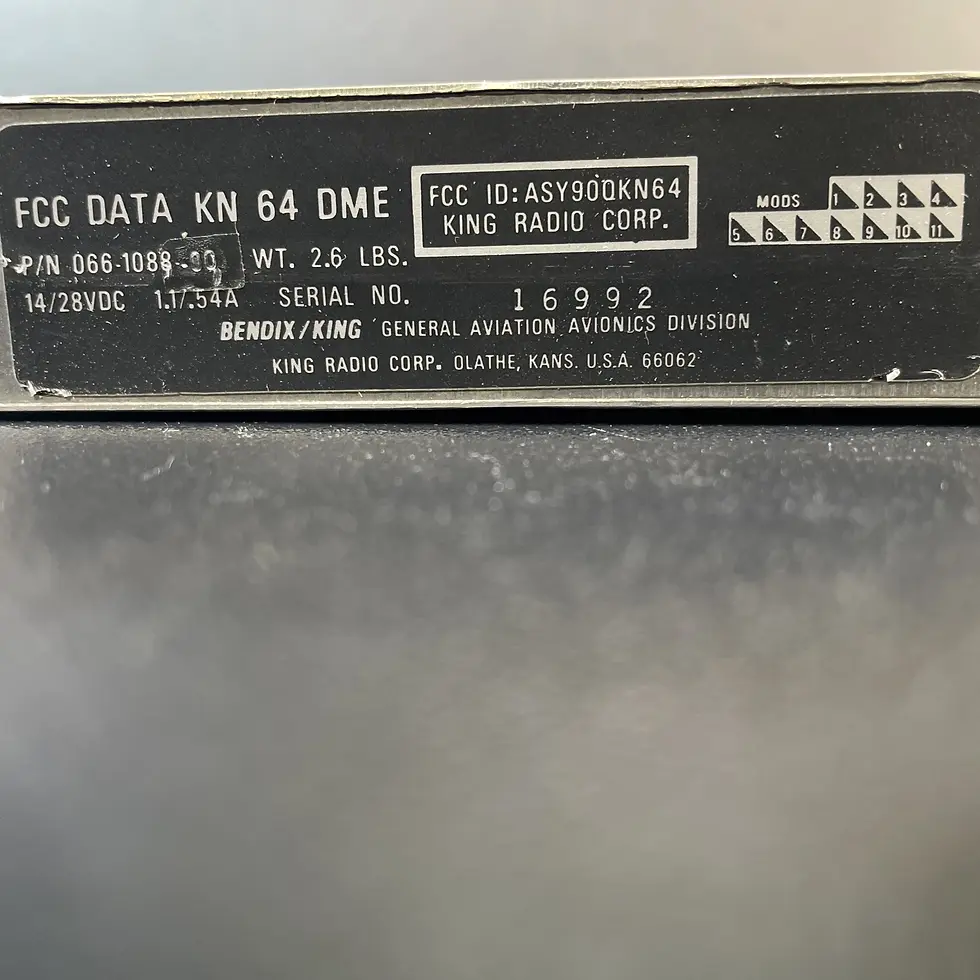 FCC DATA KN 64 DME
FCC ID: ASY90QKN64
KING RADIO CORP.
MODS 1 2 3 4
5 6 7 8 9 10 11
P/N 066-1088 WT. 2.6 LBS.
14/28VDC 1.1/.54A SERIAL NO. 16992
BENDIX/KING GENERAL AVIATION AVIONICS DIVISION
KING RADIO CORP. OLATHE, KANS. U.S.A. 66062